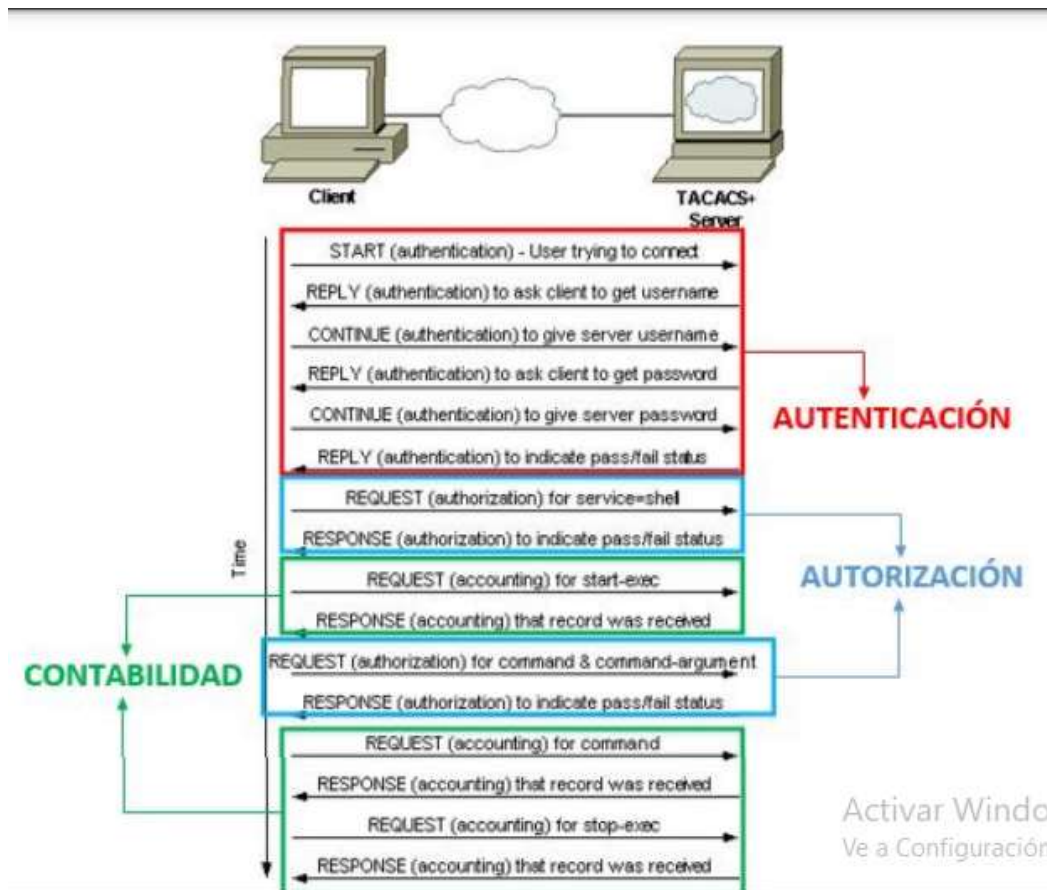 Client
TACACS+
Server
START (authentication) - User trying to connect
REPLY (authentication) to ask client to get username
CONTINUE (authentication) to give server username
REPLY (authentication) to ask client to get password
CONTINUE (authentication) to give server password
REPLY (authentication) to indicate pass/fail status
AUTENTICACIÓN
REQUEST (authorization) for service=shell
RESPONSE (authorization) to indicate pass/fail status
AUTORIZACIÓN
Time
REQUEST (accounting) for start-exec
RESPONSE (accounting) that record was received
CONTABILIDAD
REQUEST (authorization) for command & command-argument
RESPONSE (authorization) to indicate pass/fail status
REQUEST (accounting) for command
RESPONSE (accounting) that record was received
REQUEST (accounting) for stop-exec
RESPONSE (accounting) that record was received
Activar Windo
Ve a Configuración